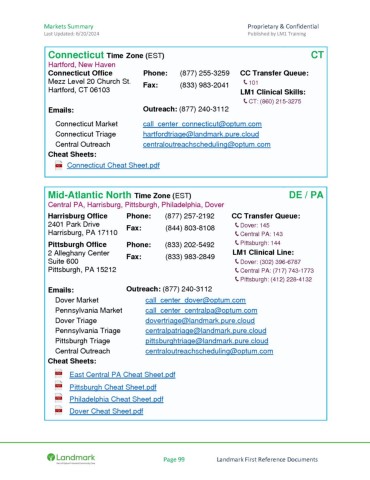 Markets Summary Proprietary & Confidential
Last Updated: 6/20/2024 Published by LM1 Training
Connecticut Time Zone (EST) CT
Hartford, New Haven
Connecticut Office Phone: (877) 255-3259 CC Transfer Queue:
Mezz Level 20 Church St. Fax: (833) 983-2041 101
Hartford, CT 06103 LM1 Clinical Skills:
CT: (860) 215-3275
Emails: Outreach: (877) 240-3112
Connecticut Market call_center_connecticut@optum.com
Connecticut Triage hartfordtriage@landmark.pure.cloud
Central Outreach centraloutreachscheduling@optum.com
Cheat Sheets:
Connecticut Cheat Sheet.pdf
Mid-Atlantic North Time Zone (EST) DE / PA
Central PA, Harrisburg, Pittsburgh, Philadelphia, Dover
Harrisburg Office Phone: (877) 257-2192 CC Transfer Queue:
2401 Park Drive Fax: (844) 803-8108 Dover: 145
Harrisburg, PA 17110 Central PA: 143
Pittsburgh Office Phone: (833) 202-5492 Pittsburgh: 144
2 Alleghany Center Fax: (833) 983-2849 LM1 Clinical Line:
Suite 600 Dover: (302) 396-6787
Pittsburgh, PA 15212 Central PA: (717) 743-1773
Pittsburgh: (412) 228-4132
Emails: Outreach: (877) 240-3112
Dover Market call_center_dover@optum.com
Pennsylvania Market call_center_centralpa@optum.com
Dover Triage dovertriage@landmark.pure.cloud
Pennsylvania Triage centralpatriage@landmark.pure.cloud
Pittsburgh Triage pittsburghtriage@landmark.pure.cloud
Central Outreach centraloutreachscheduling@optum.com
Cheat Sheets:
East Central PA Cheat Sheet.pdf
Pittsburgh Cheat Sheet.pdf
Philadelphia Cheat Sheet.pdf
Dover Cheat Sheet.pdf
Landmark Page 99 Landmark First Reference Documents